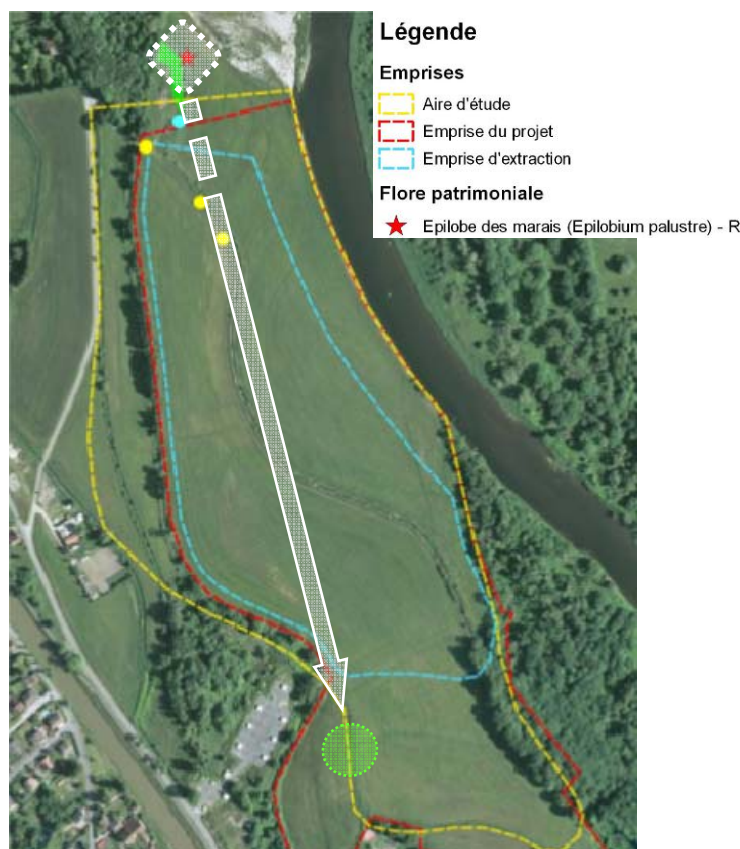 Légende
Emprises
Aire d'étude
Emprise du projet
Emprise d'extraction
Flore patrimoniale
Epilobe des marais (Epilobium palustre) - R